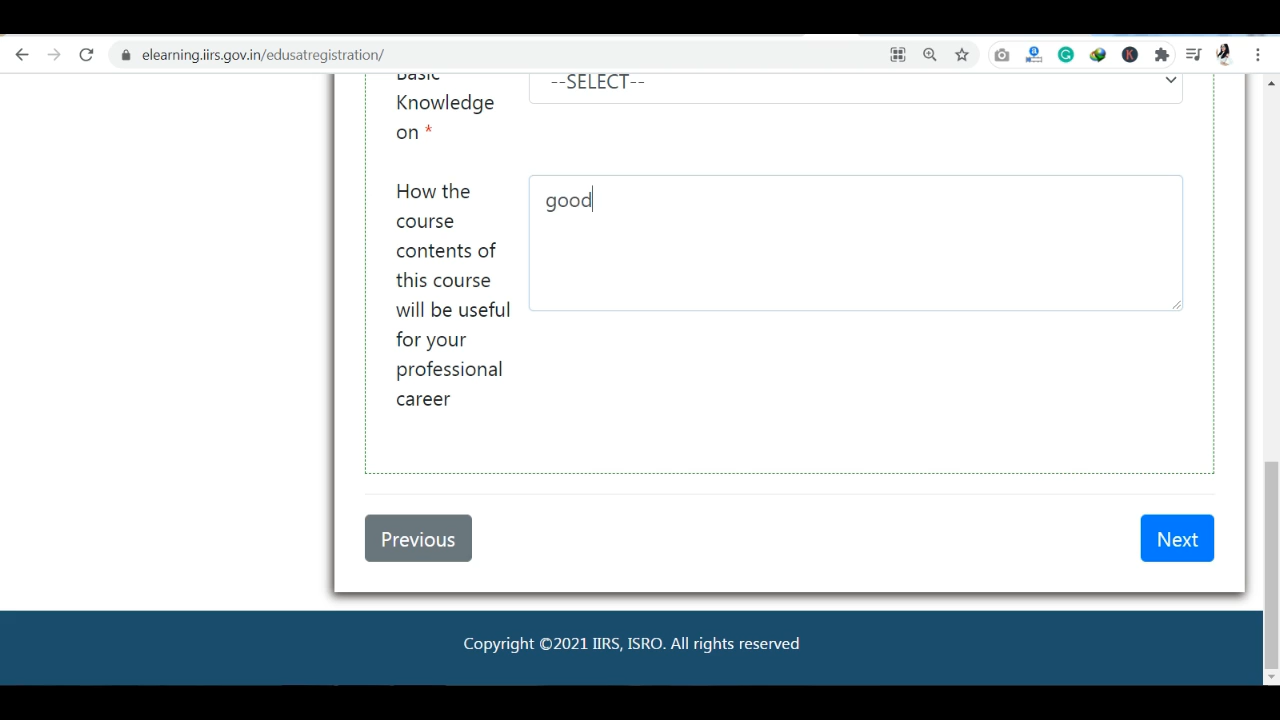 elearning.iirs.gov.in/edusatregistration/
Basic
Knowledge
on *
--SELECT--
How the
course
contents of
this course
will be useful
for your
professional
career
good
Previous
Next
Copyright ©2021 IIRS, ISRO. All rights reserved